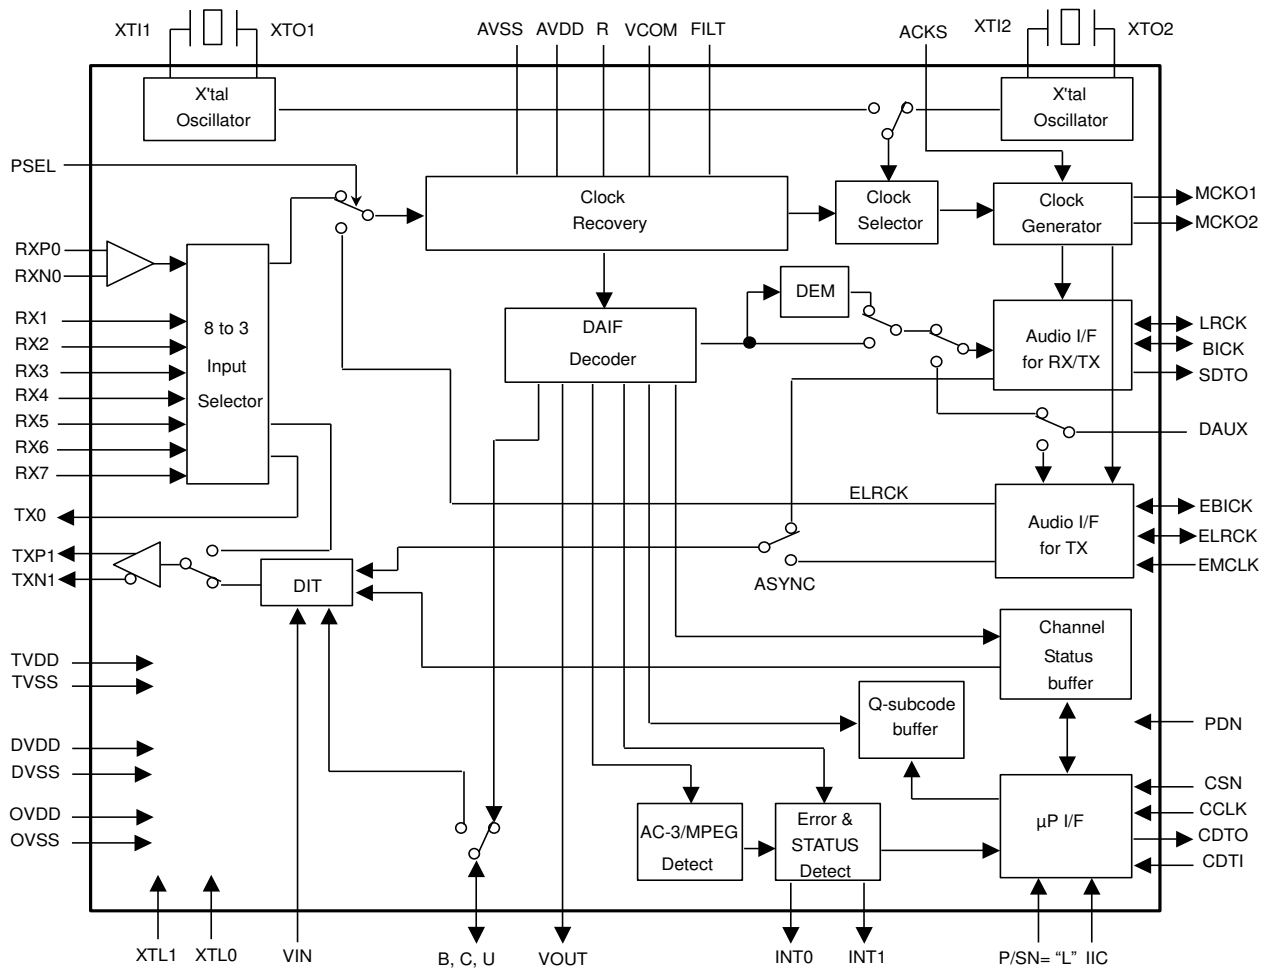 XTI1
XTO1
AVSS
AVDD
R
VCOM
FILT
ACKS
XTI2
XTO2
X'tal
Oscillator
X'tal
Oscillator
PSEL
Clock
Recovery
Clock
Selector
Clock
Generator
MCKO1
MCKO2
RXP0
RXN0
RX1
RX2
RX3
RX4
RX5
RX6
RX7
8 to 3
Input
Selector
DAIF
Decoder
DEM
Audio I/F
for RX/TX
LRCK
BICK
SDTO
DAUX
TX0
TXP1
TXN1
DIT
ELRCK
ASYNC
Audio I/F
for TX
EBICK
ELRCK
EMCLK
Channel
Status
buffer
TVDD
TVSS
DVDD
DVSS
OVDD
OVSS
Q-subcode
buffer
PDN
AC-3/MPEG
Detect
Error &
STATUS
Detect
µP I/F
CSN
CCLK
CDTO
CDTI
XTL1
XTL0
VIN
B, C, U
VOUT
INT0
INT1
P/SN= “L”
IIC